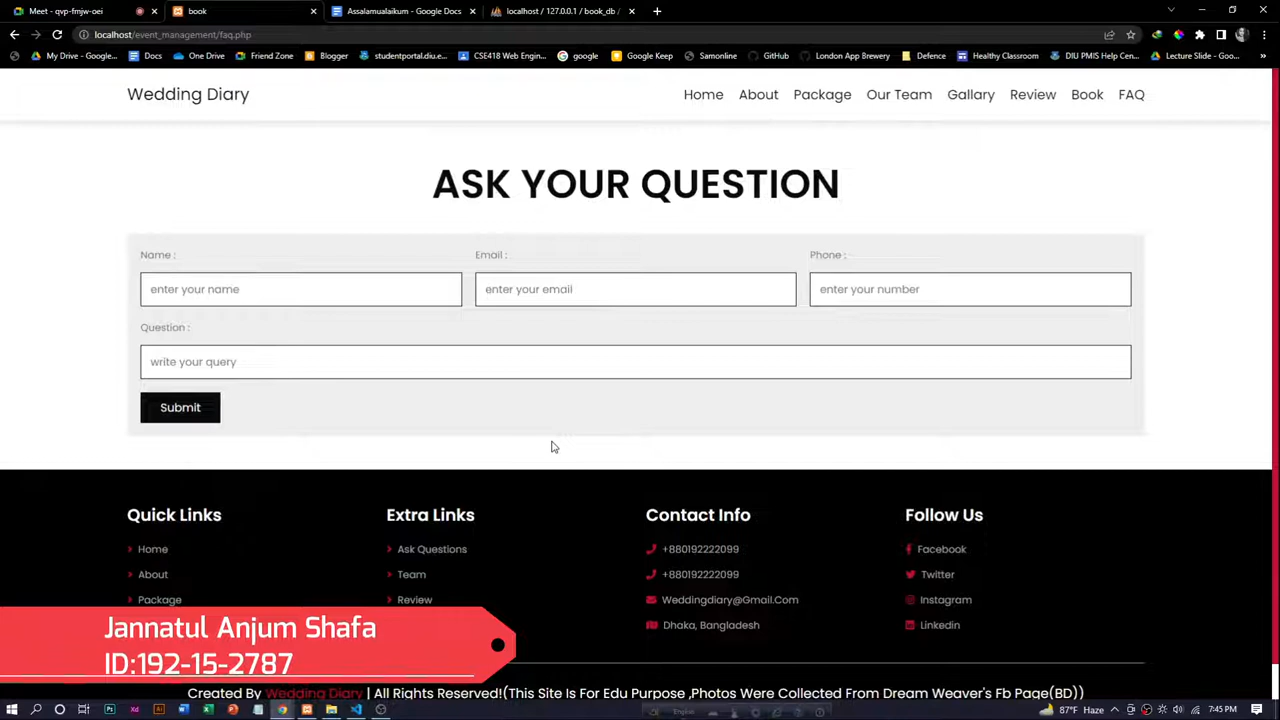 Meet - qvp-fmjw-oei
book
Assalamualaikum - Google Docs
localhost / 127.0.0.1 / book_db /
localhost/event_management/faq.php
My Drive - Google...
Docs
One Drive
Friend Zone
Blogger
studentportal.diu.e...
CSE418 Web Engin...
google
Google Keep
Samonline
GitHub
London App Brewery
Defence
Healthy Classroom
DIU PMIS Help Cen...
Lecture Slide - Goo...
Wedding Diary
Home
About
Package
Our Team
Gallary
Review
Book
FAQ
ASK YOUR QUESTION
Name :
Email :
Phone :
enter your name
enter your email
enter your number
Question :
write your query
Submit
Quick Links
Extra Links
Contact Info
Follow Us
Home
Ask Questions
+880192222099
Facebook
About
Team
+880192222099
Twitter
Package
Review
Weddingdiary@Gmail.Com
Instagram
Dhaka, Bangladesh
Linkedin
Jannatul Anjum Shafa
ID:192-15-2787
Created By Wedding Diary | All Rights Reserved!(This Site Is For Edu Purpose ,Photos Were Collected From Dream Weaver's Fb Page(BD))
English
87°F Haze
7:45 PM